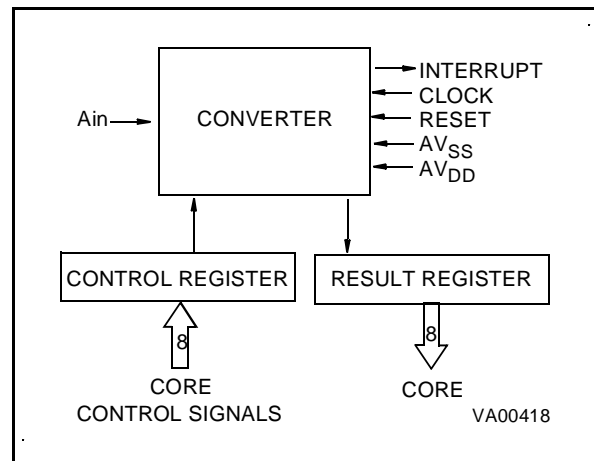 INTERRUPT
CLOCK
Ain
CONVERTER
RESET
AVSS
AVDD
CONTROL REGISTER
RESULT REGISTER
8
8
CORE
CONTROL SIGNALS
CORE
VA00418